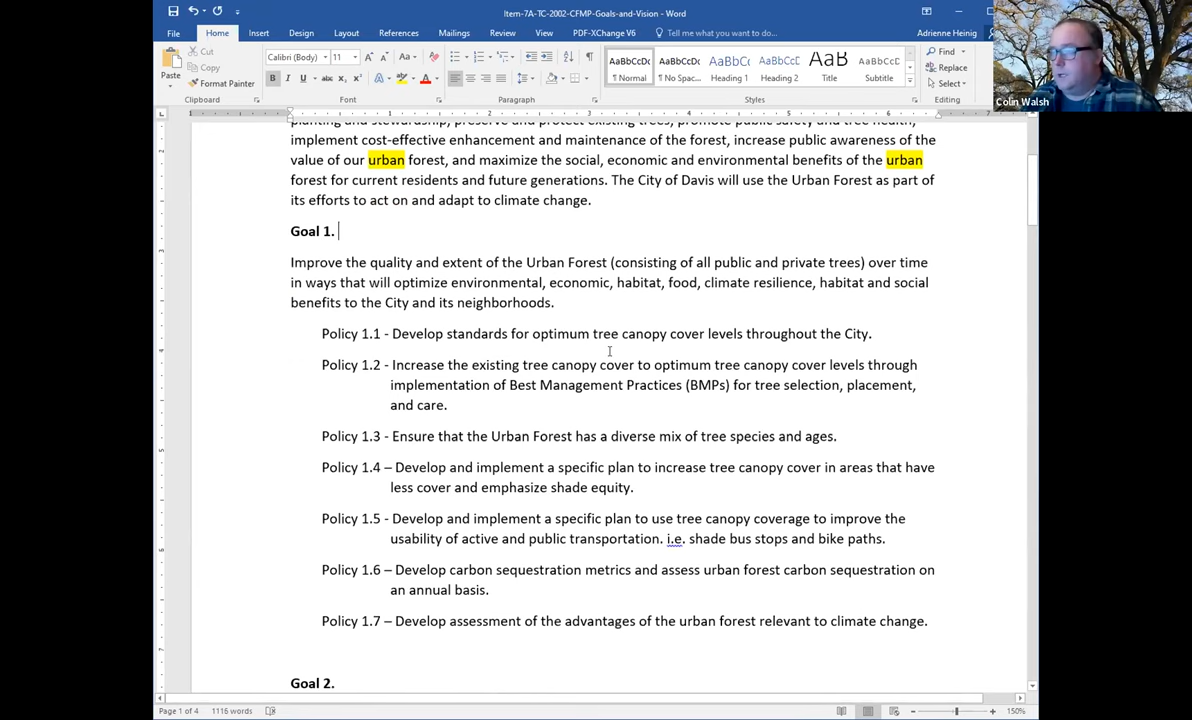 Item-7A-TC-2002-CFMP-Goals-and-Vision - Word
File Home Insert Design Layout References Mailings Review View PDF-XChange V6 Tell me what you want to do... Adrienne Heinig
Cut
Copy
Format Painter
Paste
Calibri (Body) 11
AaBbCcDc AaBbCcDc AaBbC AaBbCc AaB AaBbCcD
¶ Normal ¶ No Spac... Heading 1 Heading 2 Title Subtitle
Find
Replace
Select
Clipboard Font Paragraph Styles Editing
Colin Walsh
planting and stewardship, preserve and protect existing trees, promote public safety and tree health,
implement cost-effective enhancement and maintenance of the forest, increase public awareness of the
value of our urban forest, and maximize the social, economic and environmental benefits of the urban
forest for current residents and future generations. The City of Davis will use the Urban Forest as part of
its efforts to act on and adapt to climate change.
Goal 1.
Improve the quality and extent of the Urban Forest (consisting of all public and private trees) over time
in ways that will optimize environmental, economic, habitat, food, climate resilience, habitat and social
benefits to the City and its neighborhoods.
Policy 1.1 - Develop standards for optimum tree canopy cover levels throughout the City.
Policy 1.2 - Increase the existing tree canopy cover to optimum tree canopy cover levels through
implementation of Best Management Practices (BMPs) for tree selection, placement,
and care.
Policy 1.3 - Ensure that the Urban Forest has a diverse mix of tree species and ages.
Policy 1.4 – Develop and implement a specific plan to increase tree canopy cover in areas that have
less cover and emphasize shade equity.
Policy 1.5 - Develop and implement a specific plan to use tree canopy coverage to improve the
usability of active and public transportation. i.e. shade bus stops and bike paths.
Policy 1.6 – Develop carbon sequestration metrics and assess urban forest carbon sequestration on
an annual basis.
Policy 1.7 – Develop assessment of the advantages of the urban forest relevant to climate change.
Goal 2.
Page 1 of 4 1116 words 150%